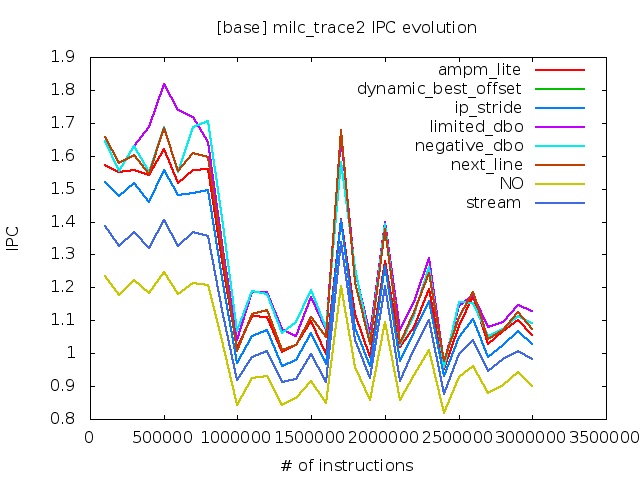 [base] milc_trace2 IPC evolution
1.9
1.8
1.7
1.6
1.5
1.4
1.3
1.2
1.1
1
0.9
0.8
IPC
ampm_lite
dynamic_best_offset
ip_stride
limited_dbo
negative_dbo
next_line
NO
stream
0 500000 1000000 1500000 2000000 2500000 3000000 3500000
# of instructions